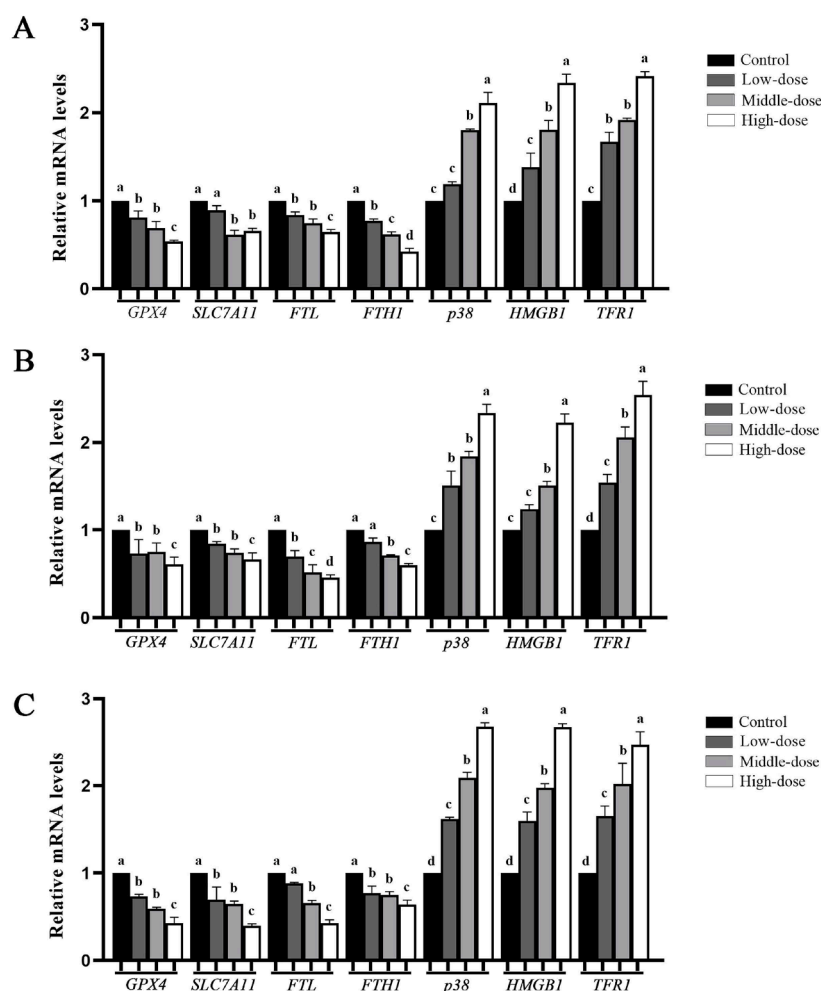 A
Relative mRNA levels
3
2
1
0
a b b c a a b b a b b c a b c d c c b a d c b a c b b a
GPX4 SLC7A11 FTL FTH1 p38 HMGB1 TFR1
Control
Low-dose
Middle-dose
High-dose
B
Relative mRNA levels
3
2
1
0
a b b c a b b c a b c d a a b c c b b a c c b a d c b a
GPX4 SLC7A11 FTL FTH1 p38 HMGB1 TFR1
Control
Low-dose
Middle-dose
High-dose
C
Relative mRNA levels
3
2
1
0
a b b c a b b c a a b c a b b c d c b a d c b a d c b a
GPX4 SLC7A11 FTL FTH1 p38 HMGB1 TFR1
Control
Low-dose
Middle-dose
High-dose